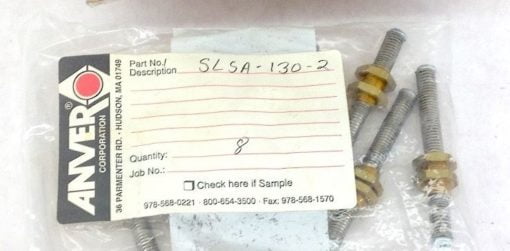 ANVER®
CORPORATION
36 PARMENTER RD. - HUDSON, MA 01749
Part No./
Description SLSA-130-2
Quantity: 8
Job No.:
Check here if Sample
978-568-0221 · 800-654-3500 · Fax: 978-568-1570